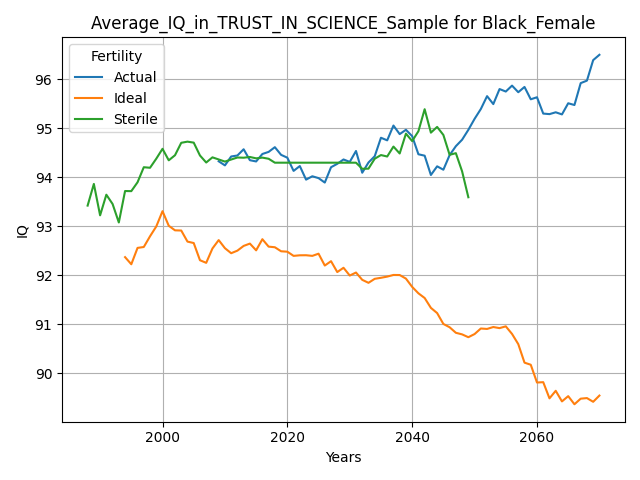 Average_IQ_in_TRUST_IN_SCIENCE_Sample for Black_Female
Fertility
Actual
Ideal
Sterile
96
95
94
93
92
91
90
IQ
2000
2020
2040
2060
Years